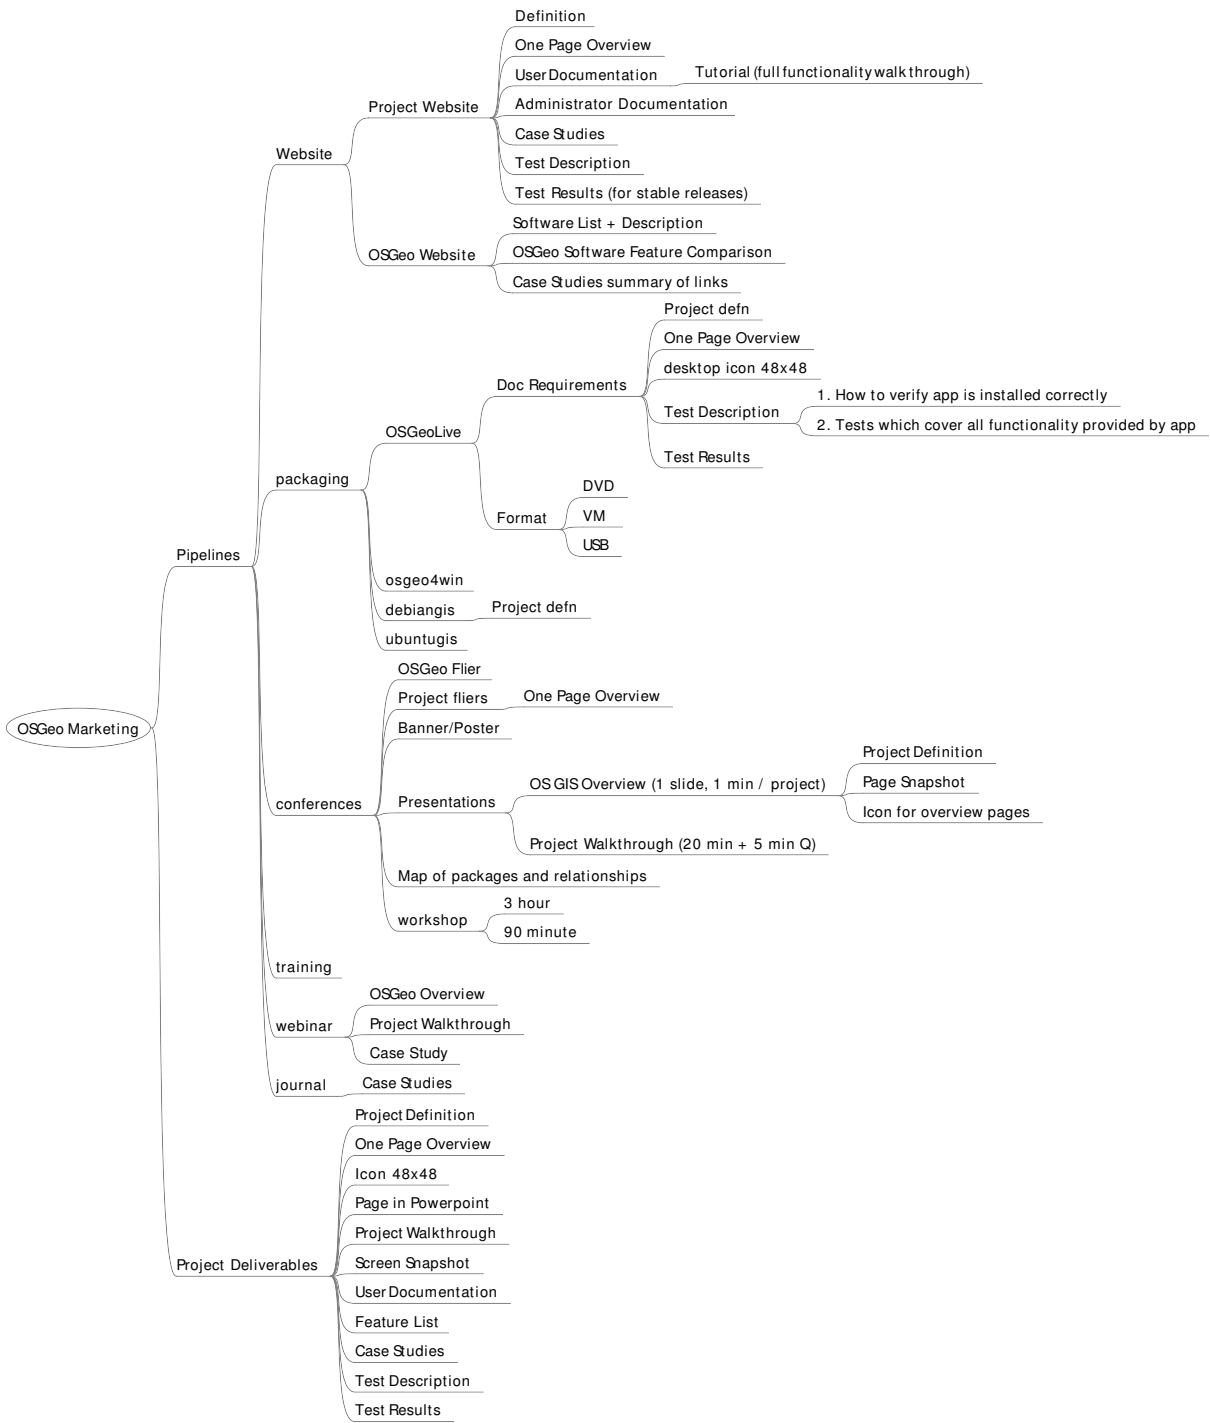 Definition
One Page Overview
User Documentation
Tutorial (full functionality walk through)
Project Website
Administrator Documentation
Case Studies
Website
Test Description
Test Results (for stable releases)
Software List + Description
OSGeo Website
OSGeo Software Feature Comparison
Case Studies summary of links
Project defn
One Page Overview
desktop icon 48x48
Doc Requirements
1. How to verify app is installed correctly
Test Description
2. Tests which cover all functionality provided by app
OSGeoLive
Test Results
packaging
DVD
Format
VM
USB
Pipelines
osgeo4win
debiangis
Project defn
ubuntugis
OSGeo Flier
Project fliers
One Page Overview
OSGeo Marketing
Banner/Poster
Project Definition
OS GIS Overview (1 slide, 1 min / project)
Page Snapshot
conferences
Presentations
Icon for overview pages
Project Walkthrough (20 min + 5 min Q)
Map of packages and relationships
3 hour
workshop
90 minute
training
OSGeo Overview
webinar
Project Walkthrough
Case Study
journal
Case Studies
Project Definition
One Page Overview
Icon 48x48
Page in Powerpoint
Project Walkthrough
Project Deliverables
Screen Snapshot
User Documentation
Feature List
Case Studies
Test Description
Test Results